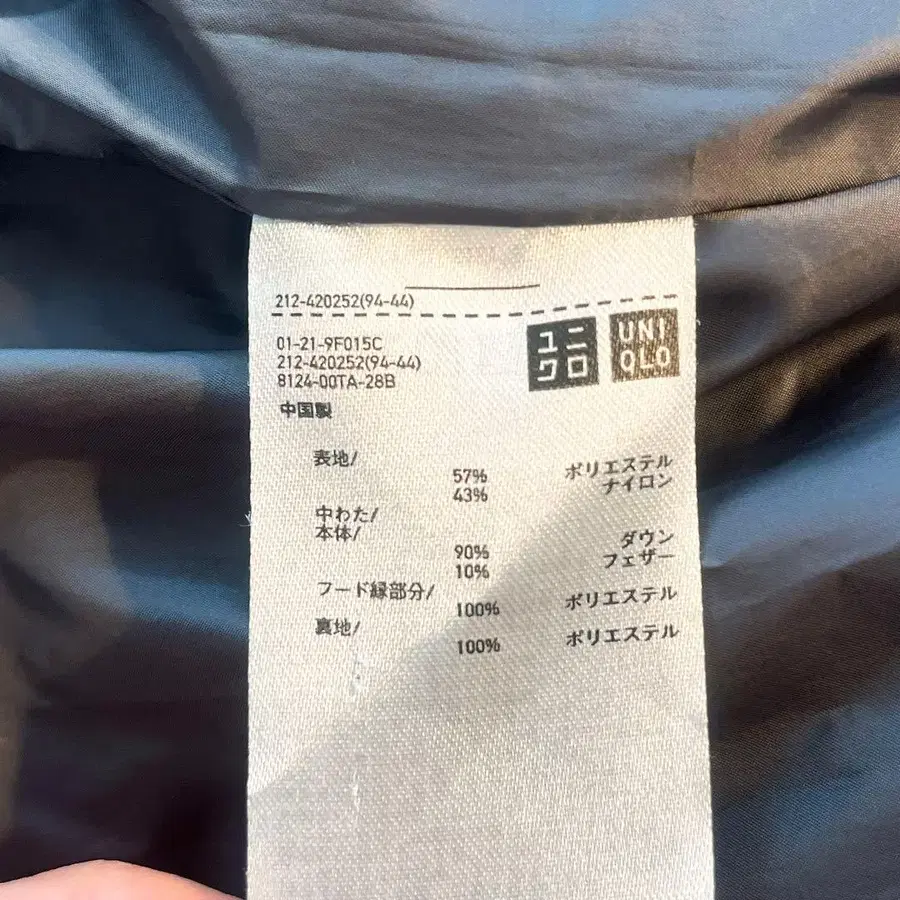 212-420252(94-44)
01-21-9F015C
212-420252(94-44)
8124-00TA-28B
中国製
ユニ
クロ
UNI
QLO
表地/
57% ポリエステル
43% ナイロン
中わた/
本体/
90% ダウン
10% フェザー
フード縁部分/
100% ポリエステル
裏地/
100% ポリエステル